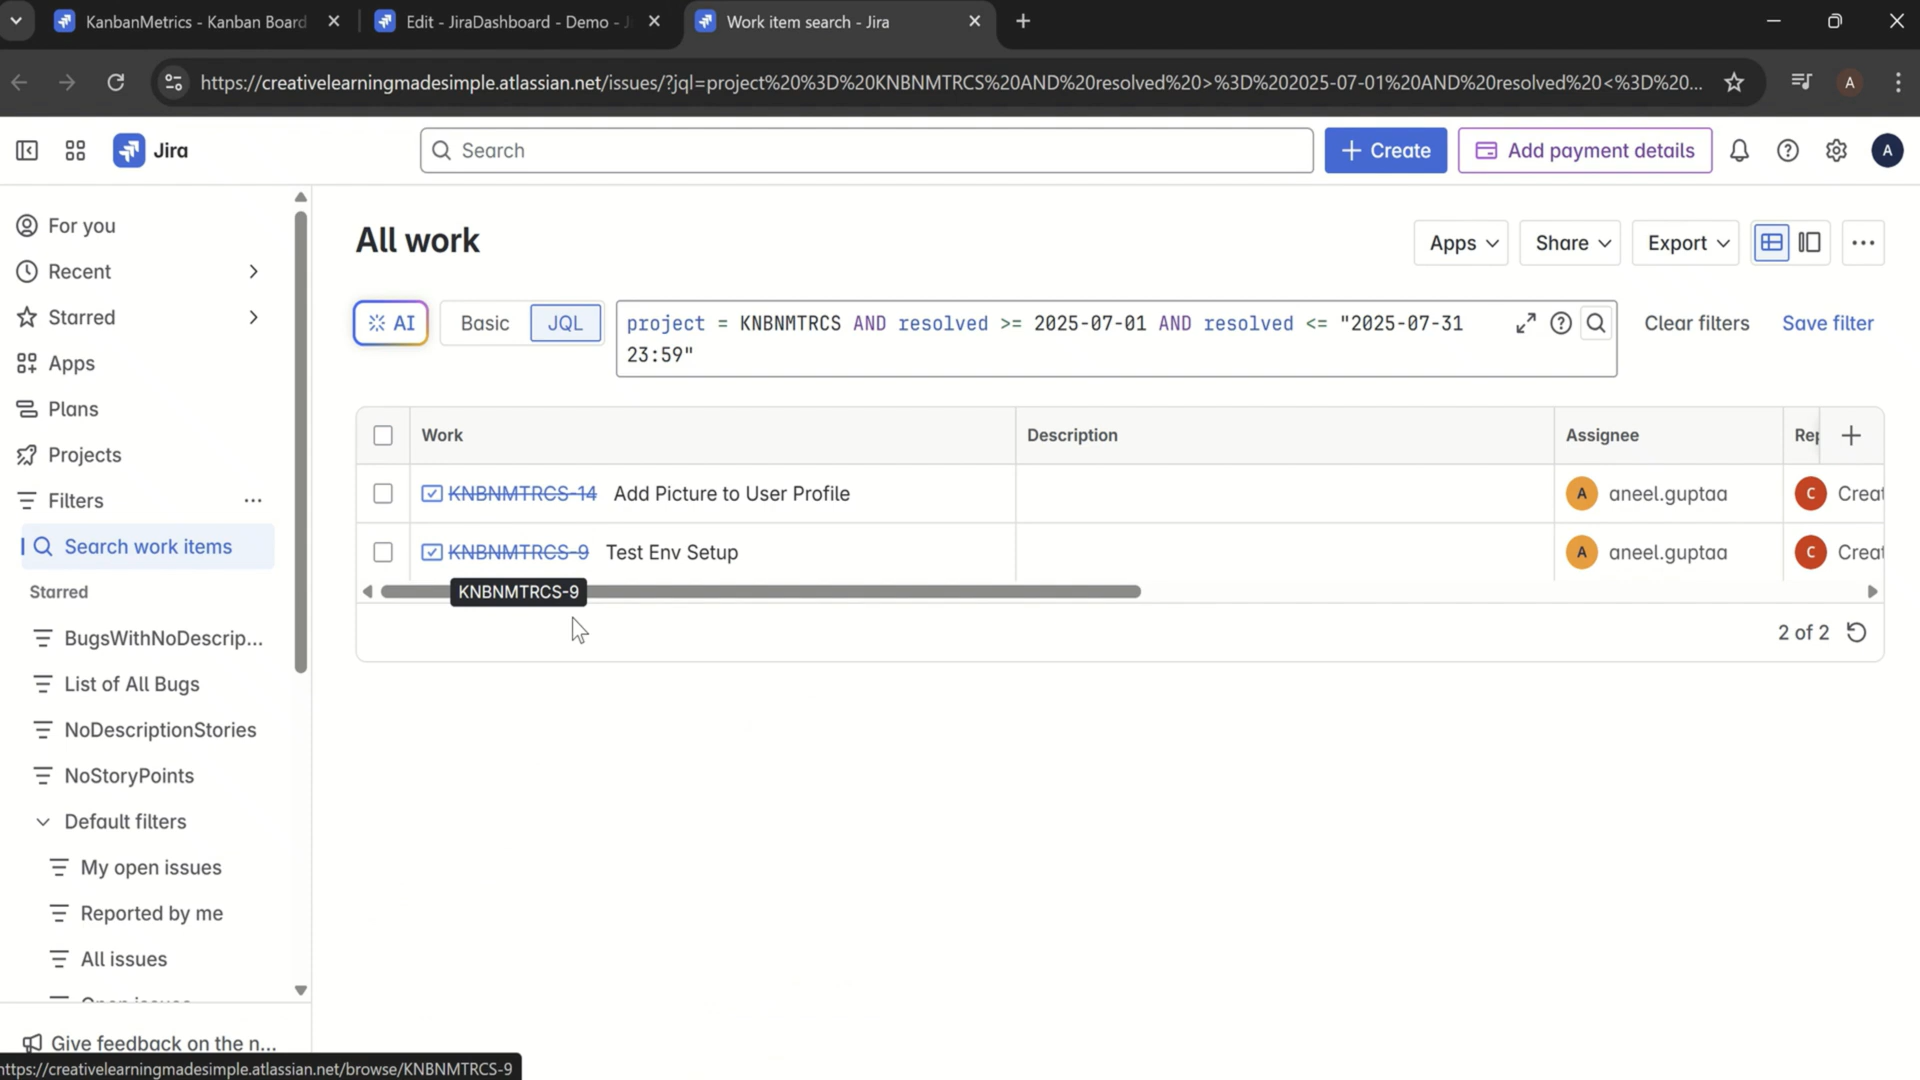 KanbanMetrics - Kanban Board
Edit - JiraDashboard - Demo -
Work item search - Jira
https://creativelearningmadesimple.atlassian.net/issues/?jql=project%20%3D%20KNBNMTRCS%20AND%20resolved%20>%3D%202025-07-01%20AND%20resolved%20<%3D%20...
A
Jira
Search
Create
Add payment details
A
For you
Recent
Starred
Apps
Plans
Projects
Filters
Search work items
Starred
BugsWithNoDescrip...
List of All Bugs
NoDescriptionStories
NoStoryPoints
Default filters
My open issues
Reported by me
All issues
Open issues
Give feedback on the n...
All work
Apps
Share
Export
AI
Basic
JQL
project = KNBNMTRCS AND resolved >= 2025-07-01 AND resolved <= "2025-07-31
23:59"
Clear filters
Save filter
Work Description Assignee Rep
KNBNMTRCS-14 Add Picture to User Profile A aneel.guptaa C Creat
KNBNMTRCS-9 Test Env Setup A aneel.guptaa C Creat
KNBNMTRCS-9
2 of 2
https://creativelearningmadesimple.atlassian.net/browse/KNBNMTRCS-9